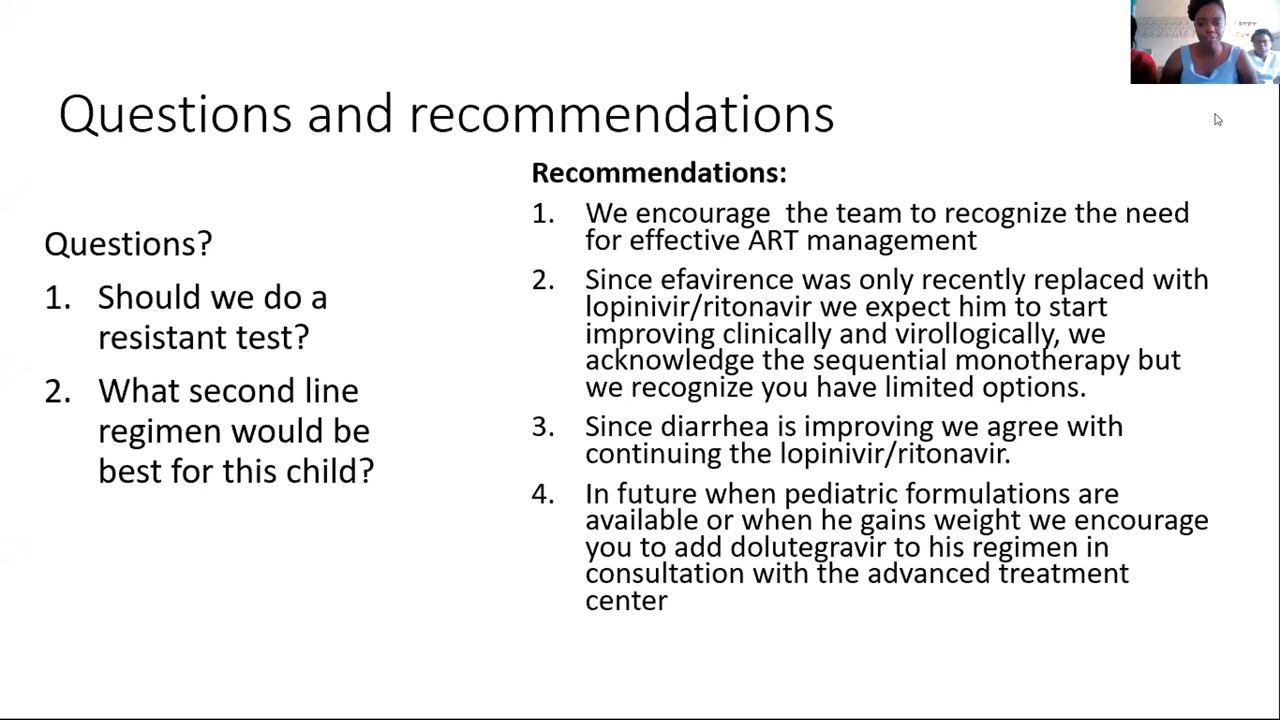 Questions and recommendations
Questions?
1. Should we do a
resistant test?
2. What second line
regimen would be
best for this child?
Recommendations:
1. We encourage  the team to recognize the need
for effective ART management
2. Since efavirence was only recently replaced with
lopinivir/ritonavir we expect him to start
improving clinically and virollogically, we
acknowledge the sequential monotherapy but
we recognize you have limited options.
3. Since diarrhea is improving we agree with
continuing the lopinivir/ritonavir.
4. In future when pediatric formulations are
available or when he gains weight we encourage
you to add dolutegravir to his regimen in
consultation with the advanced treatment
center